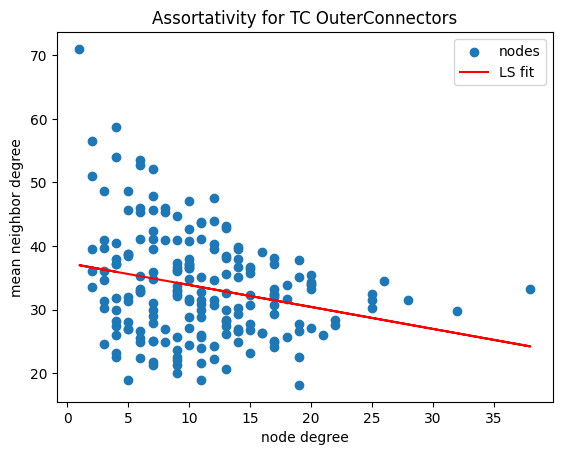 Assortativity for TC OuterConnectors
nodes
LS fit
mean neighbor degree
70
60
50
40
30
20
0 5 10 15 20 25 30 35
node degree